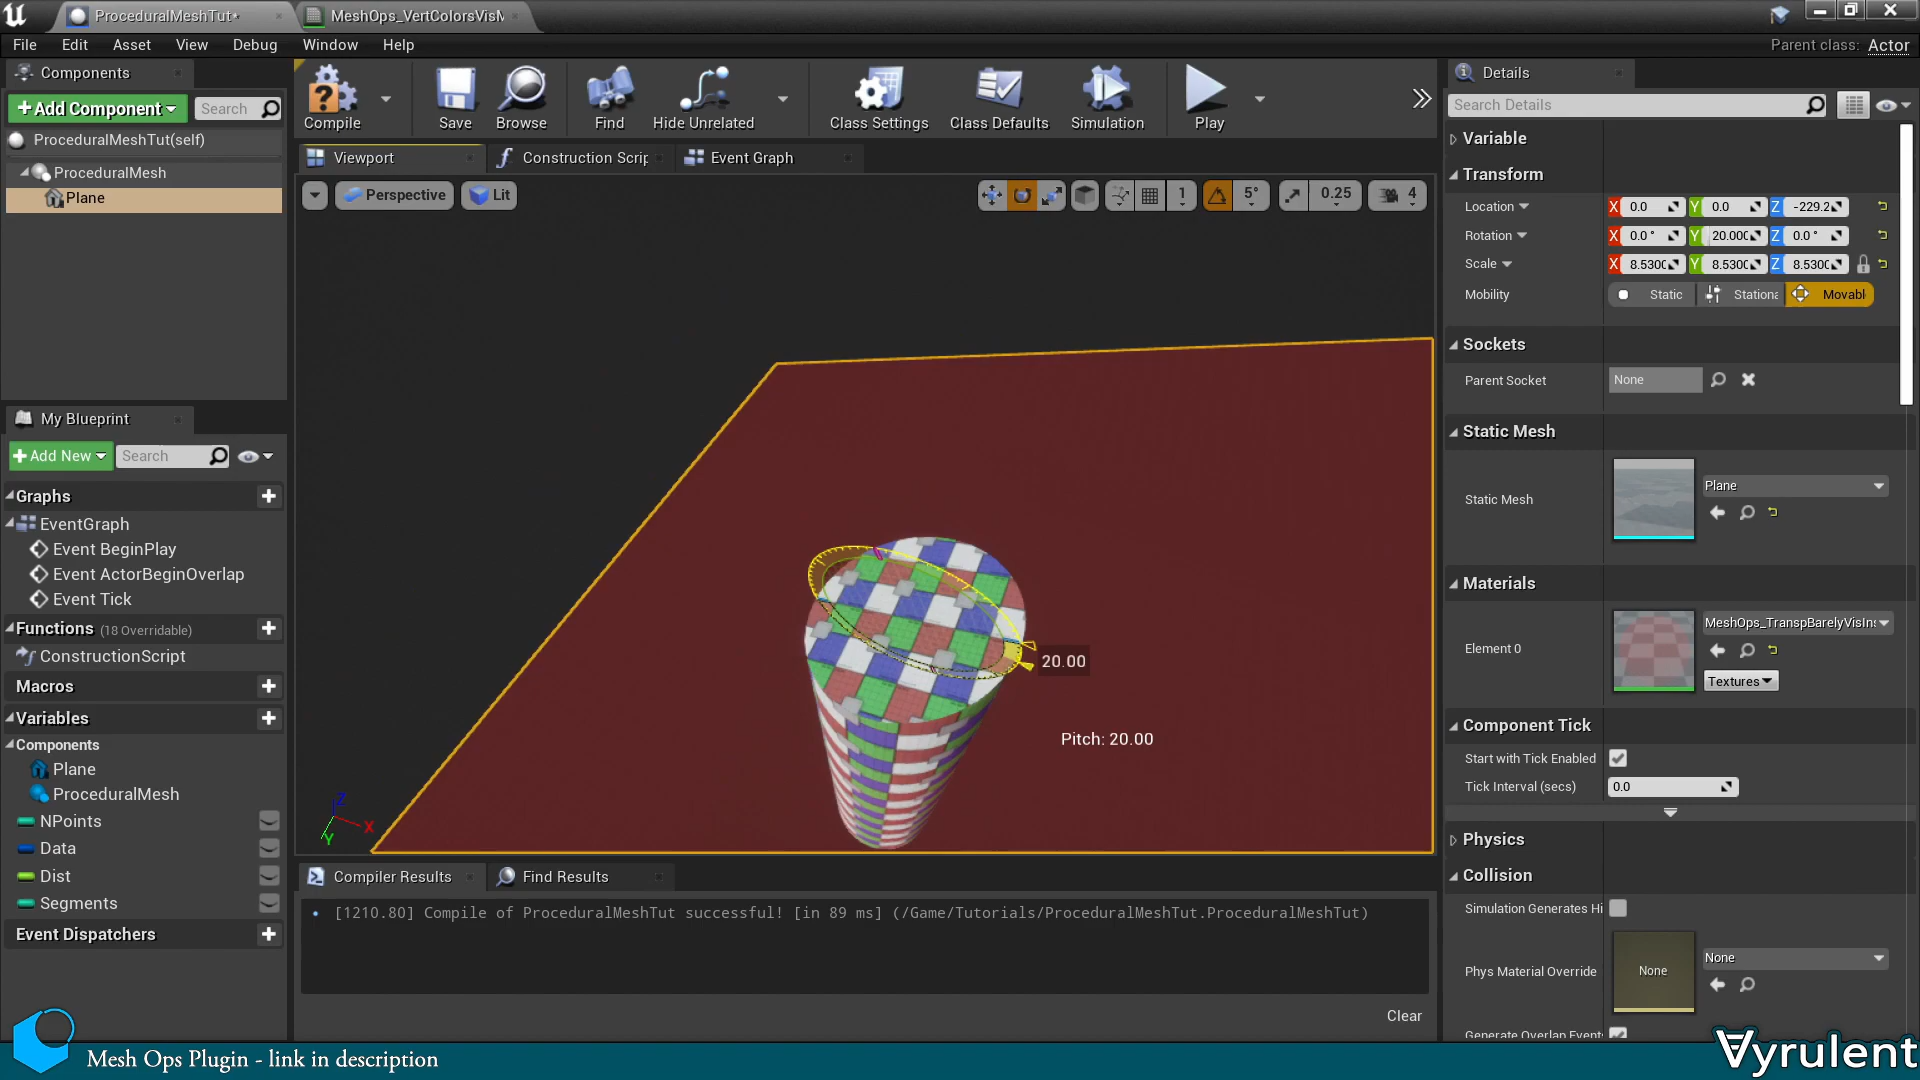 ProceduralMeshTut*
MeshOps_VertColorsVisM
File Edit Asset View Debug Window Help
Parent class: Actor
Components
Add Component
Search
ProceduralMeshTut(self)
ProceduralMesh
Plane
My Blueprint
Add New
Search
Graphs
EventGraph
Event BeginPlay
Event ActorBeginOverlap
Event Tick
Functions (18 Overridable)
ConstructionScript
Macros
Variables
Components
Plane
ProceduralMesh
NPoints
Data
Dist
Segments
Event Dispatchers
Compile
Save
Browse
Find
Hide Unrelated
Class Settings
Class Defaults
Simulation
Play
Viewport
Construction Scrip
Event Graph
Perspective
Lit
1
5°
0.25
4
20.00
Pitch: 20.00
Z
X
Y
Compiler Results
Find Results
[1210.80] Compile of ProceduralMeshTut successful! [in 89 ms] (/Game/Tutorials/ProceduralMeshTut.ProceduralMeshTut)
Clear
Details
Search Details
Variable
Transform
Location X 0.0 Y 0.0 Z -229.2
Rotation X 0.0 ° Y 20.000 Z 0.0 °
Scale X 8.5300 Y 8.5300 Z 8.5300
Mobility Static Stationa Movabl
Sockets
Parent Socket None
Static Mesh
Static Mesh
Plane
Materials
Element 0
MeshOps_TranspBarelyVisIns
Textures
Component Tick
Start with Tick Enabled
Tick Interval (secs) 0.0
Physics
Collision
Simulation Generates Hi
Phys Material Override
None
None
Generate Overlap Event
Mesh Ops Plugin - link in description
Vyrulent